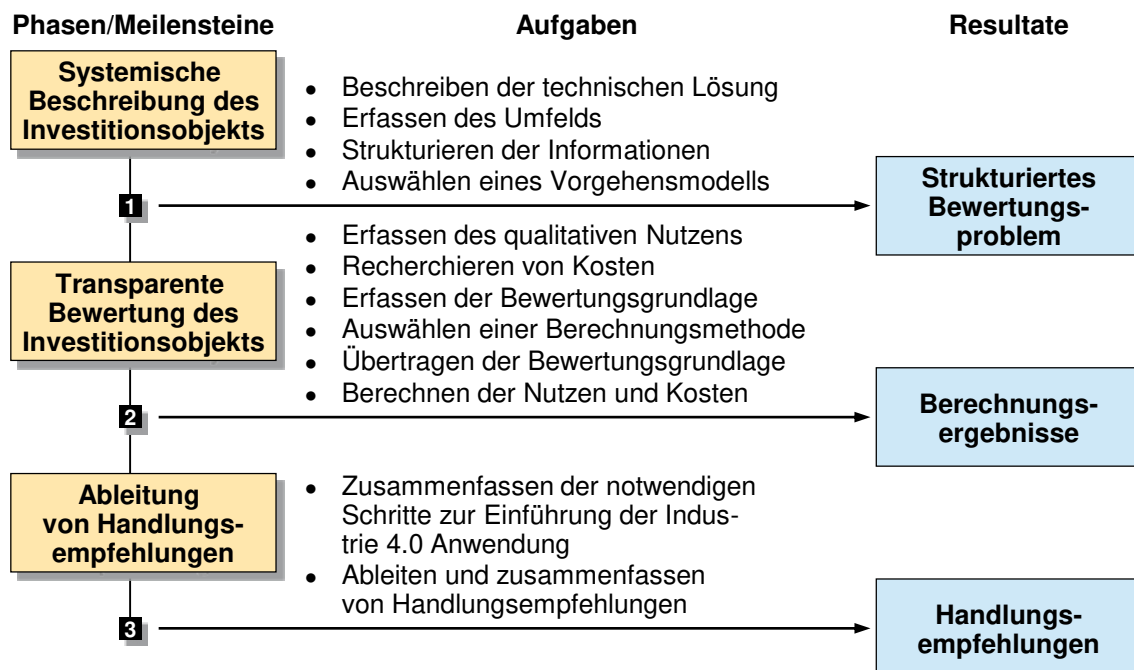 Phasen/Meilensteine
Aufgaben
Resultate
Systemische
Beschreibung des
Investitionsobjekts
• Beschreiben der technischen Lösung
• Erfassen des Umfelds
• Strukturieren der Informationen
• Auswählen eines Vorgehensmodells
1
Strukturiertes
Bewertungs-
problem
Transparente
Bewertung des
Investitionsobjekts
• Erfassen des qualitativen Nutzens
• Recherchieren von Kosten
• Erfassen der Bewertungsgrundlage
• Auswählen einer Berechnungsmethode
• Übertragen der Bewertungsgrundlage
• Berechnen der Nutzen und Kosten
2
Berechnungs-
ergebnisse
Ableitung
von Handlungs-
empfehlungen
• Zusammenfassen der notwendigen
Schritte zur Einführung der Indus-
trie 4.0 Anwendung
• Ableiten und zusammenfassen
von Handlungsempfehlungen
3
Handlungs-
empfehlungen